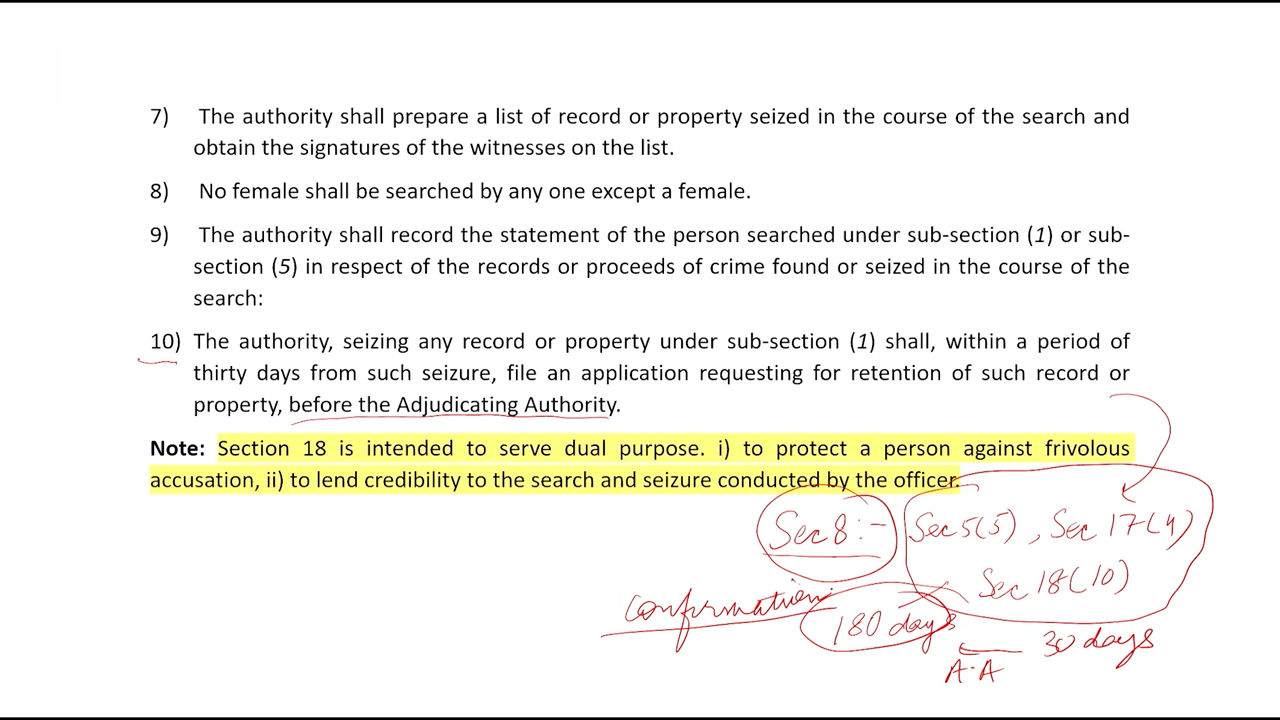 7) The authority shall prepare a list of record or property seized in the course of the search and
obtain the signatures of the witnesses on the list.
8) No female shall be searched by any one except a female.
9) The authority shall record the statement of the person searched under sub-section (1) or sub-
section (5) in respect of the records or proceeds of crime found or seized in the course of the
search:
10) The authority, seizing any record or property under sub-section (1) shall, within a period of
thirty days from such seizure, file an application requesting for retention of such record or
property, before the Adjudicating Authority.
Note: Section 18 is intended to serve dual purpose. i) to protect a person against frivolous
accusation, ii) to lend credibility to the search and seizure conducted by the officer.
Sec 8 :- Sec 5(5) , Sec 17(4)
Sec 18(10)
confirmation 180 days 30 days
A.A